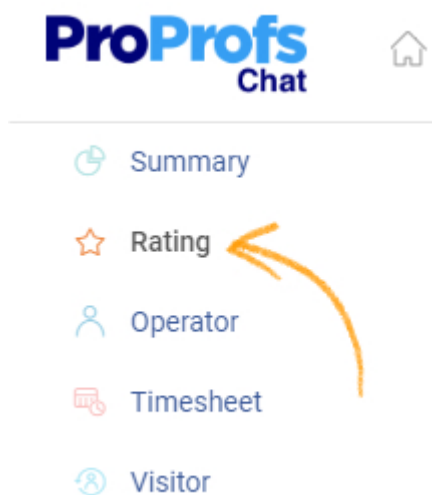 ProProfs
Chat
Summary
Rating
Operator
Timesheet
Visitor